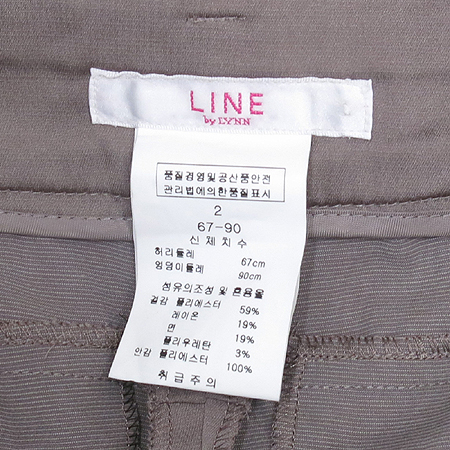 LINE
by LYNN
품질경영및공산품안전
관리법에의한품질표시
2
67-90
신체치수
허리둘레 67cm
엉덩이둘레 90cm
섬유의조성 및 혼용율
겉감 폴리에스터 59%
레이온 19%
면 19%
폴리우레탄 3%
안감 폴리에스터 100%
취급주의